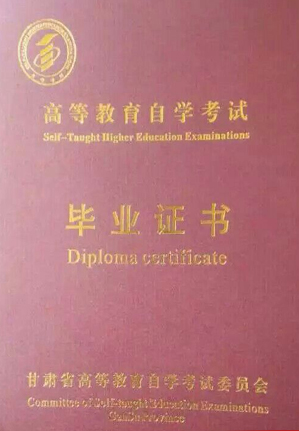 高等教育自学考试
Self-Taught Higher Education Examinations
毕业证书
Diploma certificate
甘肃省高等教育自学考试委员会
Committee of Self-taught Education Examinations
GanSu Province